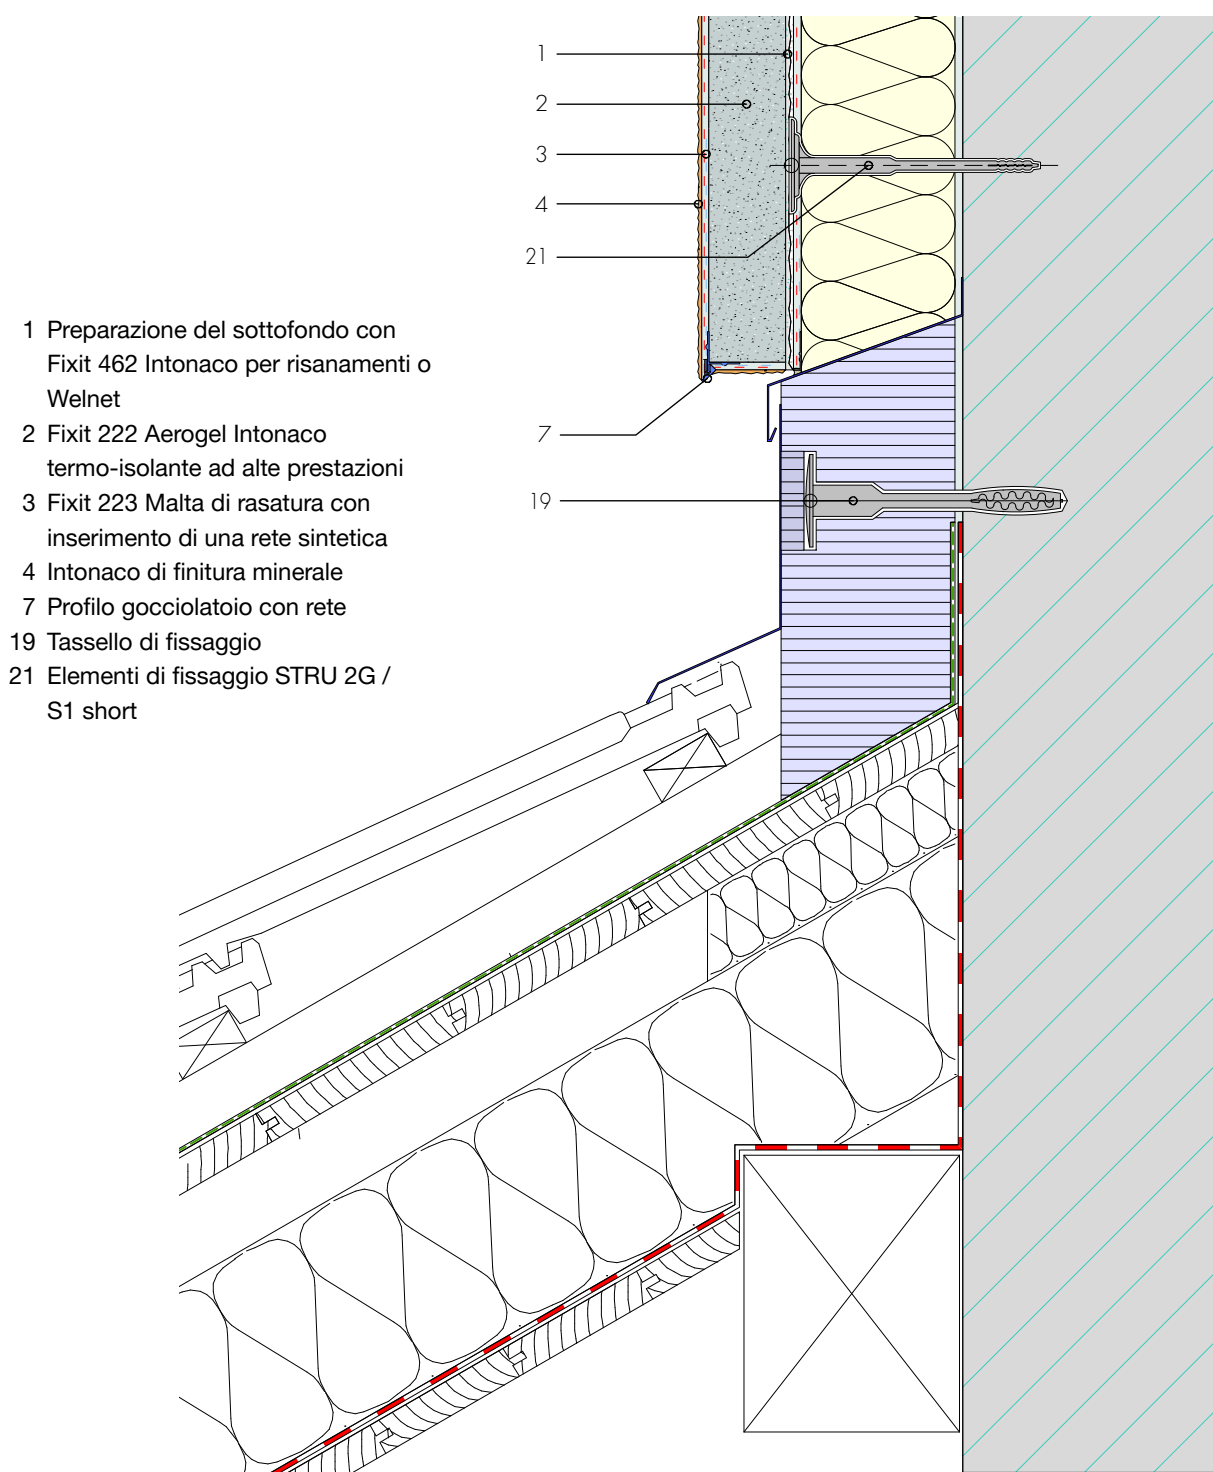 1
2
3
4
21
7
19
1 Preparazione del sottofondo con
Fixit 462 Intonaco per risanamenti o
Welnet
2 Fixit 222 Aerogel Intonaco
termo-isolante ad alte prestazioni
3 Fixit 223 Malta di rasatura con
inserimento di una rete sintetica
4 Intonaco di finitura minerale
7 Profilo gocciolatoio con rete
19 Tassello di fissaggio
21 Elementi di fissaggio STRU 2G /
S1 short